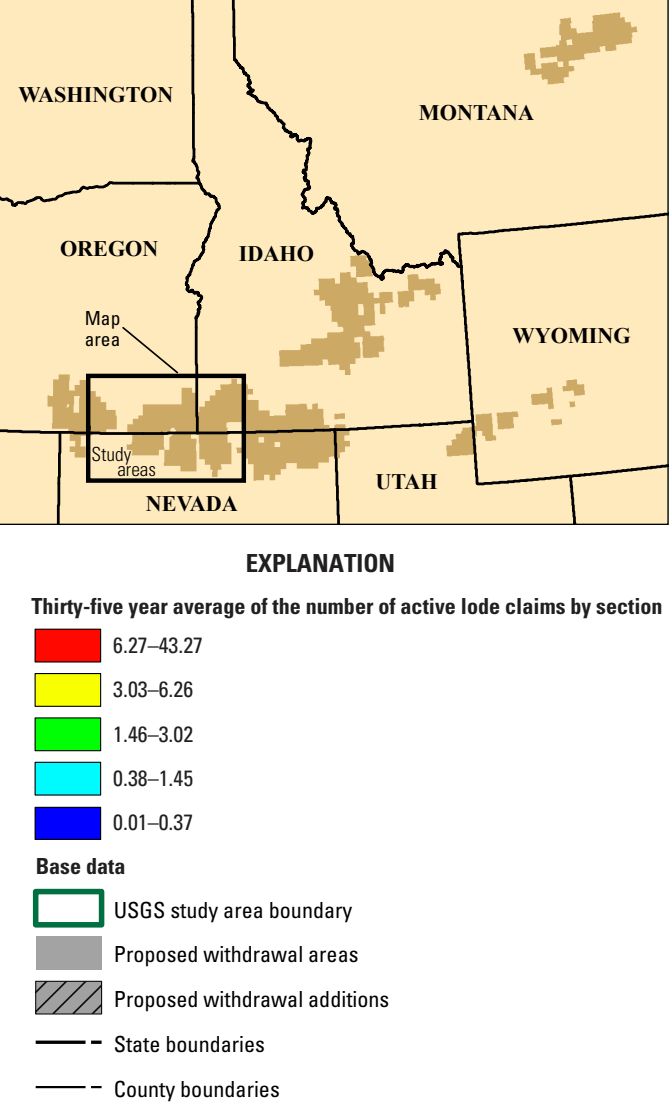 WASHINGTON
MONTANA
OREGON
IDAHO
Map
area
WYOMING
Study
areas
UTAH
NEVADA
EXPLANATION
Thirty-five year average of the number of active lode claims by section
6.27–43.27
3.03–6.26
1.46–3.02
0.38–1.45
0.01–0.37
Base data
USGS study area boundary
Proposed withdrawal areas
Proposed withdrawal additions
State boundaries
County boundaries